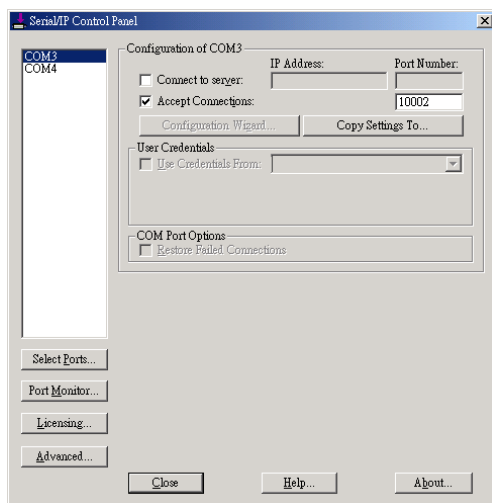 Serial/IP Control Panel
COM3
COM4
Configuration of COM3
IP Address: Port Number:
Connect to server:
Accept Connections: 10002
Configuration Wizard... Copy Settings To...
User Credentials
Use Credentials From:
COM Port Options
Restore Failed Connections
Select Ports...
Port Monitor...
Licensing...
Advanced...
Close Help... About...